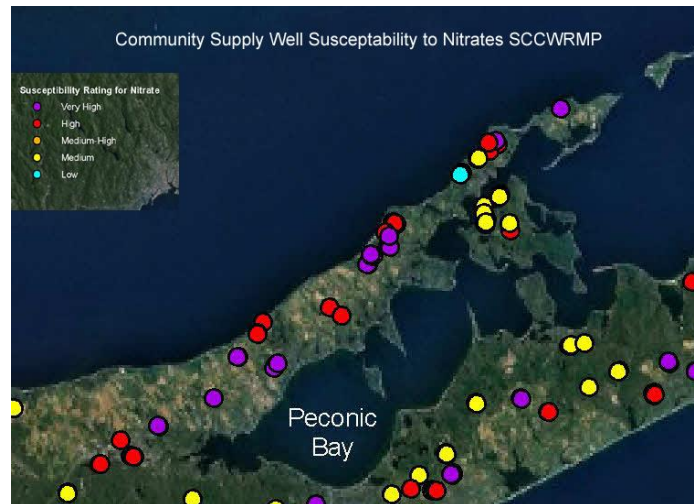 Community Supply Well Susceptability to Nitrates SCCWRMP
Susceptibility Rating for Nitrate
Very High
High
Medium-High
Medium
Low
Peconic
Bay